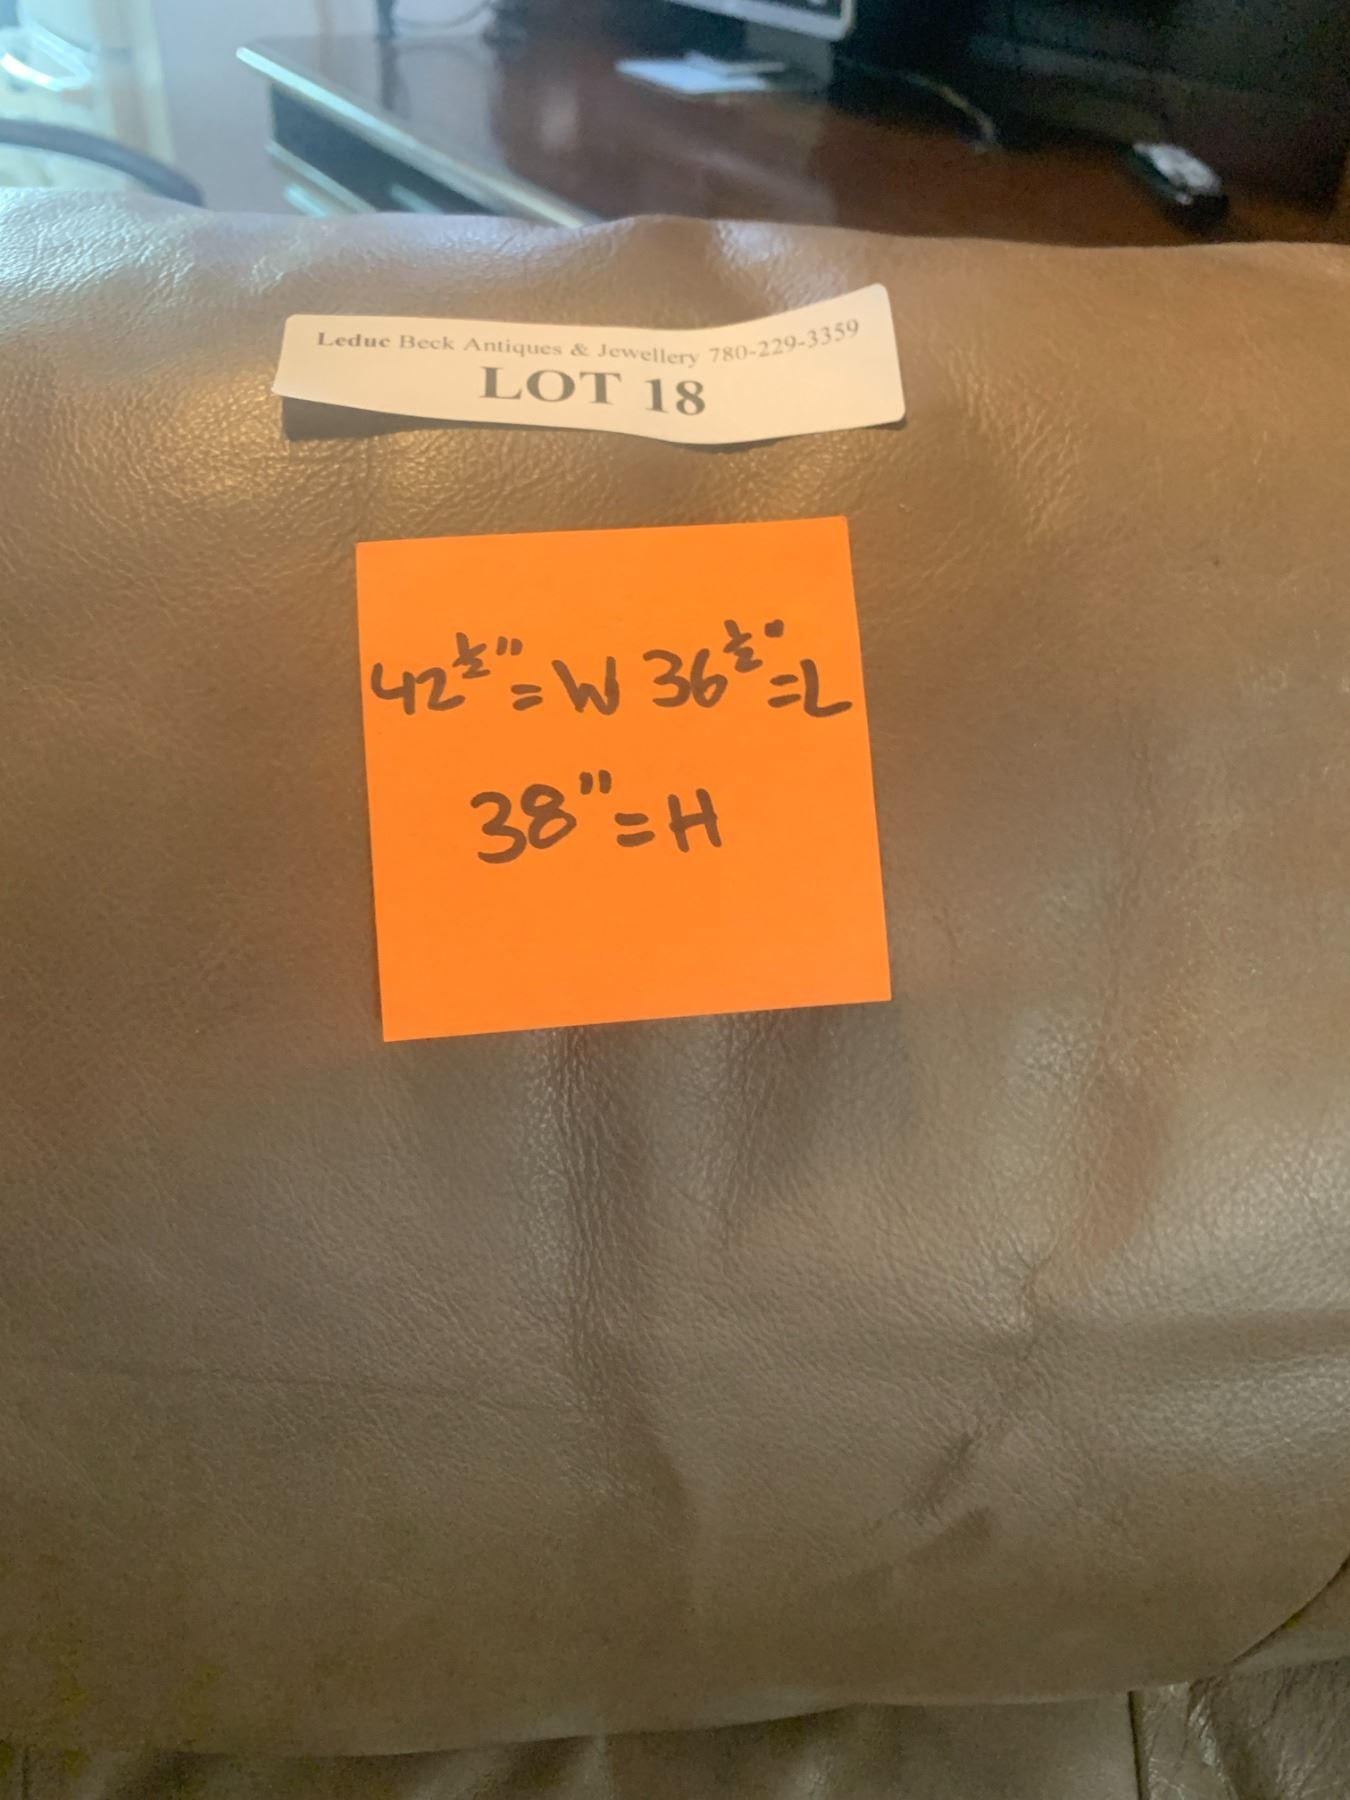 Leduc Beck Antiques & Jewellery 780-229-3359
LOT 18
42½"=W 36½"=L
38"=H